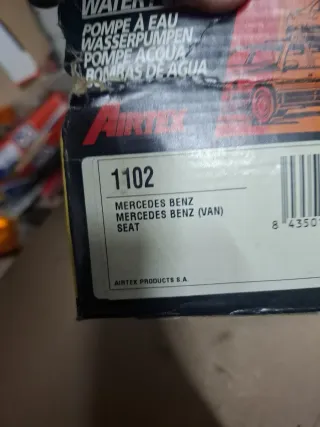 WATER
POMPE À EAU
WASSERPUMPEN
POMPE ACQUA
BOMBAS DE AGUA
AIRTEX
1102
MERCEDES BENZ
MERCEDES BENZ (VAN)
SEAT
8 43501
AIRTEX PRODUCTS S.A.